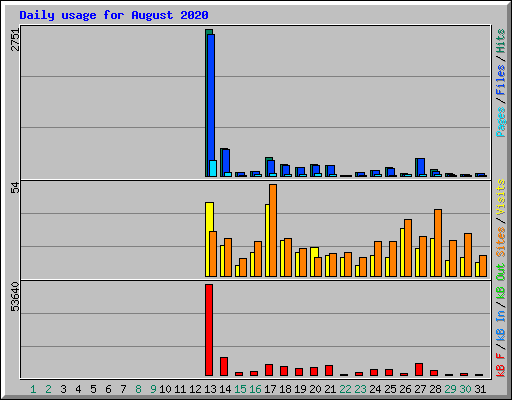 Daily usage for August 2020
2751
54
53640
Pages/Files/Hits
Sites/Visits
kB F/kB In/kB Out
1 2 3 4 5 6 7 8 9 10 11 12 13 14 15 16 17 18 19 20 21 22 23 24 25 26 27 28 29 30 31